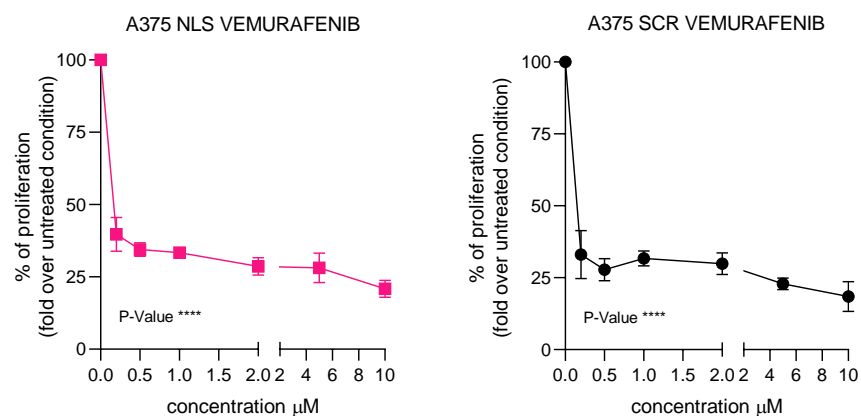 A375 NLS VEMURAFENIB
% of proliferation
(fold over untreated condition)
100
75
50
25
0
P-Value ****
0.0 0.5 1.0 1.5 2.0 2 4 6 8 10
concentration μM
A375 SCR VEMURAFENIB
% of proliferation
(fold over untreated condition)
100
75
50
25
0
P-Value ****
0.0 0.5 1.0 1.5 2.0 2 4 6 8 10
concentration μM